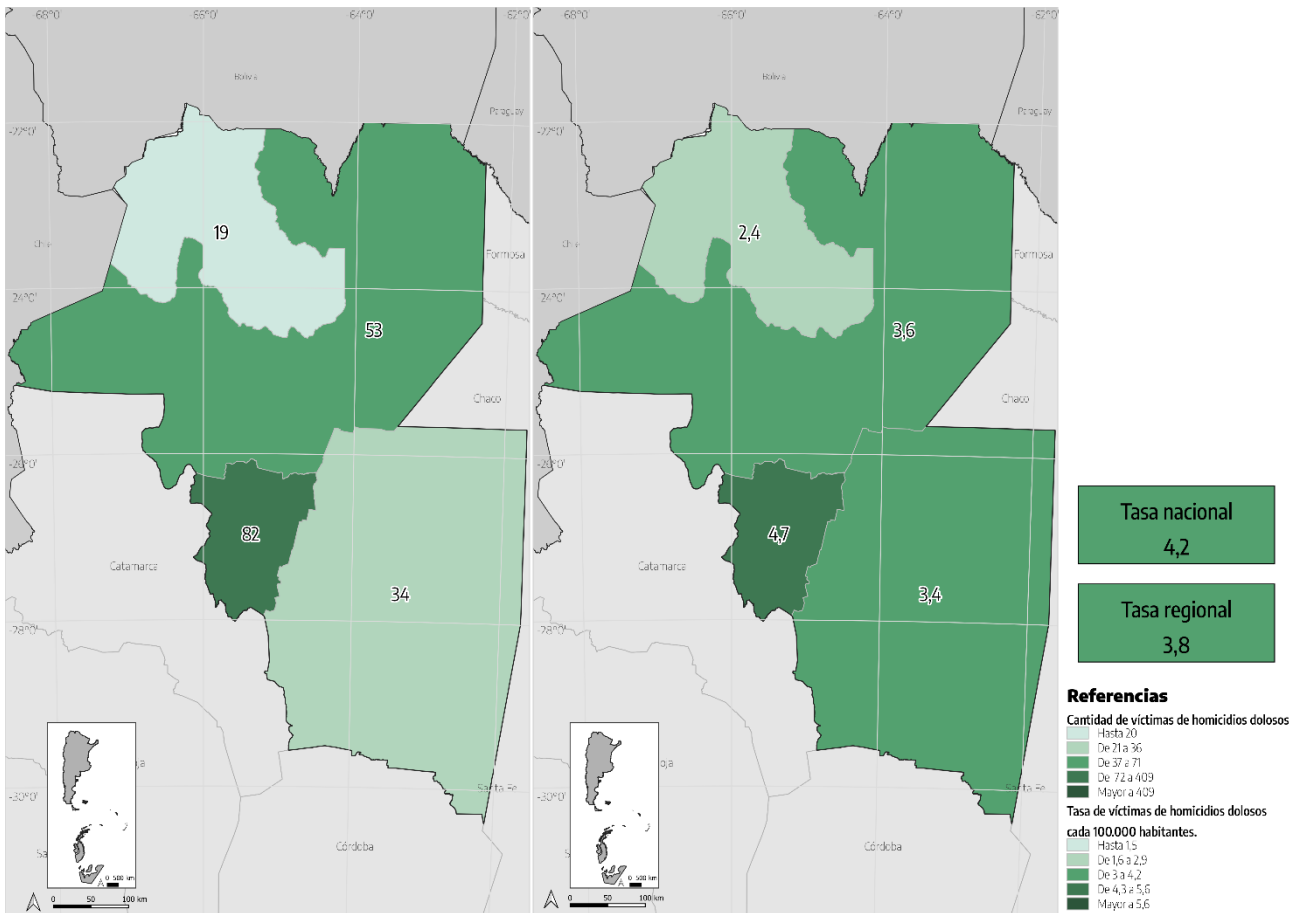 -68°0'
-66°0'
-64°0'
-62°0'
Bolivia
Paraguay
-22°0'
19
Formosa
-24°0'
53
Chaco
-26°0'
82
Catamarca
34
-28°0'
-30°0'
Santa Fe
Córdoba
0 500 km
0 50 100 km
-68°0'
-66°0'
-64°0'
-62°0'
Bolivia
Paraguay
-22°0'
2,4
Chile
Formosa
-24°0'
3,6
Chaco
-26°0'
4,7
Catamarca
3,4
-28°0'
-30°0'
Santa Fe
Córdoba
0 500 km
0 50 100 km
Tasa nacional
4,2
Tasa regional
3,8
Referencias
Cantidad de víctimas de homicidios dolosos
Hasta 20
De 21 a 36
De 37 a 71
De 72 a 409
Mayor a 409
Tasa de víctimas de homicidios dolosos
cada 100.000 habitantes.
Hasta 1,5
De 1,6 a 2,9
De 3 a 4,2
De 4,3 a 5,6
Mayor a 5,6